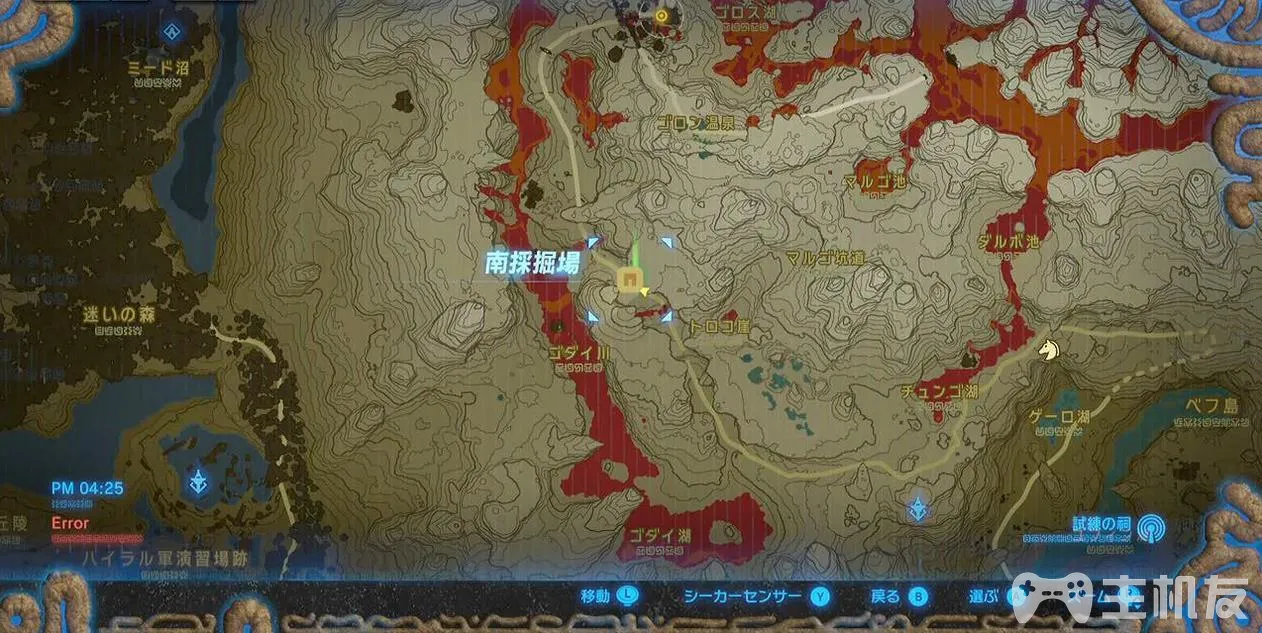 ゴロス湖
ミード沼
ゴロン温泉
マルゴ池
ダルボ池
南採掘場
マルゴ坑道
迷いの森
トロコ崖
ゴダイ川
チュンゴ湖
ゲーロ湖
ベフ島
PM 04:25
Error
丘陵
試練の祠
ゴダイ湖
ハイラル軍演習場跡
移動 L
シーカーセンサー Y
戻る B
選ぶ
ーム
主机友